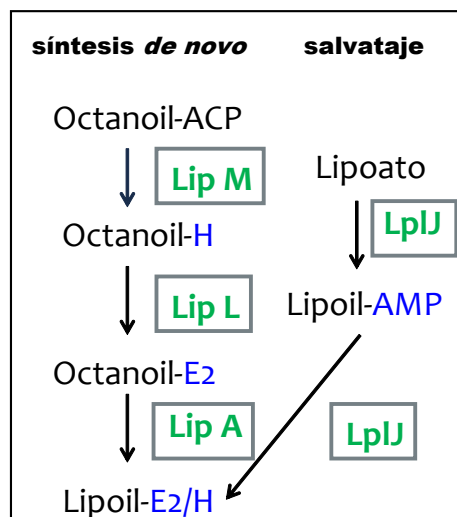 síntesis de novo salvataje
Octanoil-ACP
Lip M
Lipoato
Octanoil-H
LplJ
Lip L
Lipoil-AMP
Octanoil-E2
Lip A
LplJ
Lipoil-E2/H